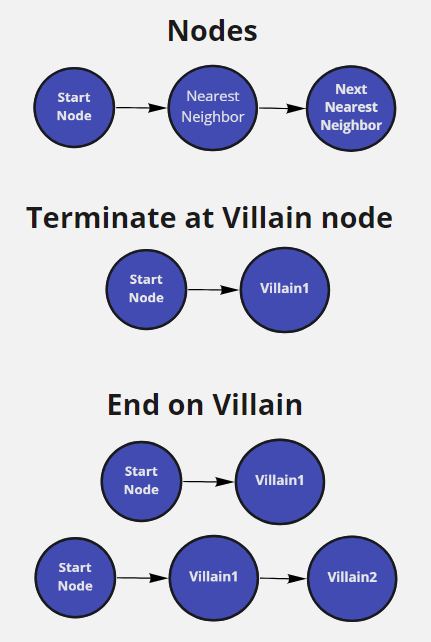 Nodes
Start
Node
Nearest
Neighbor
Next
Nearest
Neighbor
Terminate at Villain node
Start
Node
Villain1
End on Villain
Start
Node
Villain1
Start
Node
Villain1
Villain2